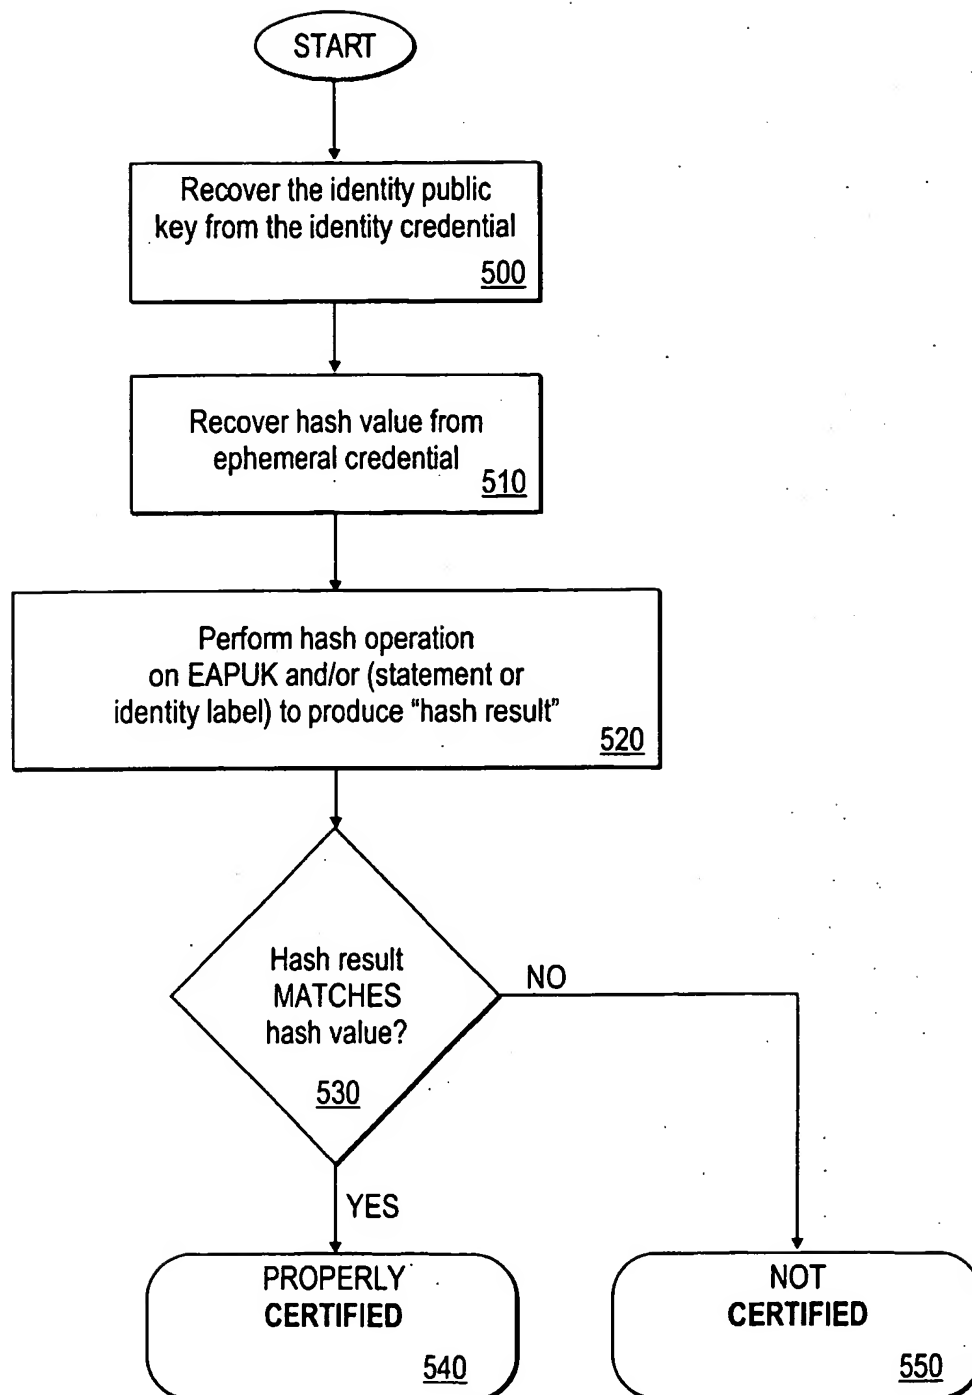 START
Recover the identity public
key from the identity credential
500
Recover hash value from
ephemeral credential
510
Perform hash operation
on EAPUK and/or (statement or
identity label) to produce “hash result”
520
Hash result
MATCHES
hash value?
530
NO
YES
PROPERLY
CERTIFIED
540
NOT
CERTIFIED
550